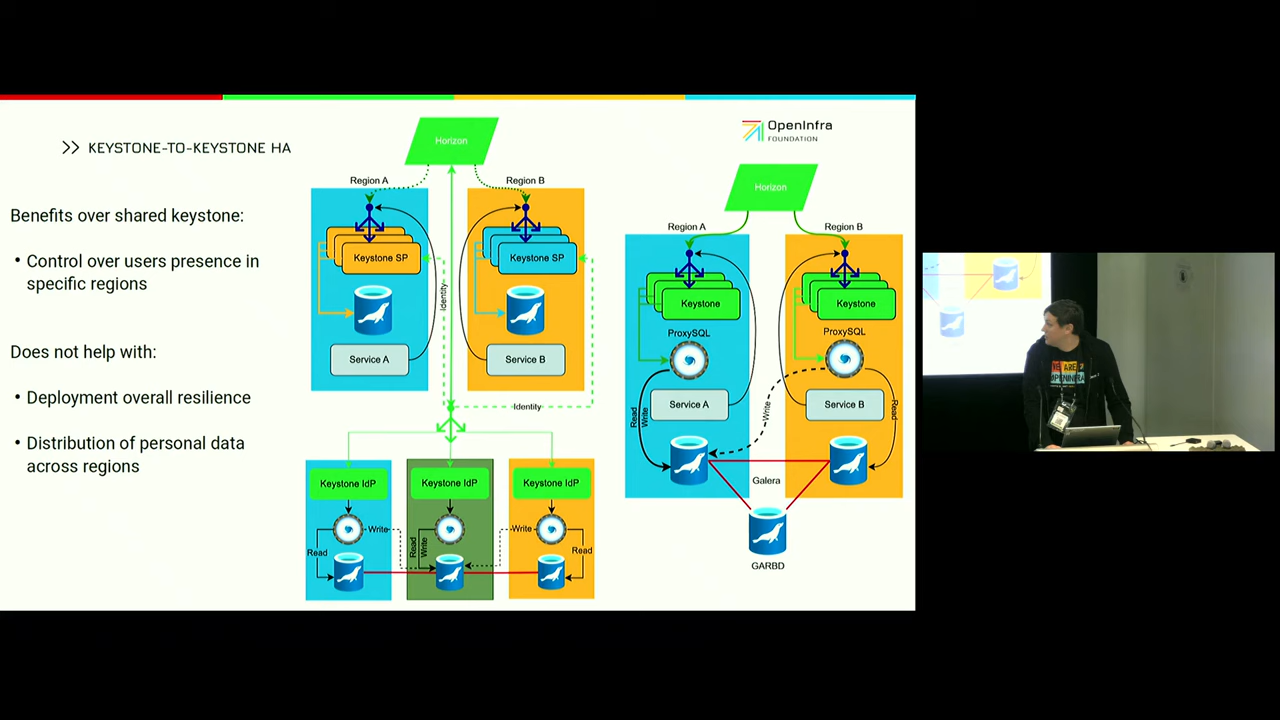 KEYSTONE-TO-KEYSTONE HA
OpenInfra
FOUNDATION
Benefits over shared keystone:
• Control over users presence in
specific regions
Does not help with:
• Deployment overall resilience
• Distribution of personal data
across regions
Horizon
Region A
Region B
Keystone SP
Keystone SP
Identity
Service A
Service B
Identity
Keystone IdP
Keystone IdP
Keystone IdP
Write
Write
Read
Read
Write
Read
Horizon
Region A
Region B
Keystone
Keystone
ProxySQL
ProxySQL
Service A
Service B
Read
Write
Write
Read
Galera
GARBD
WE ARE
OPENINFRA